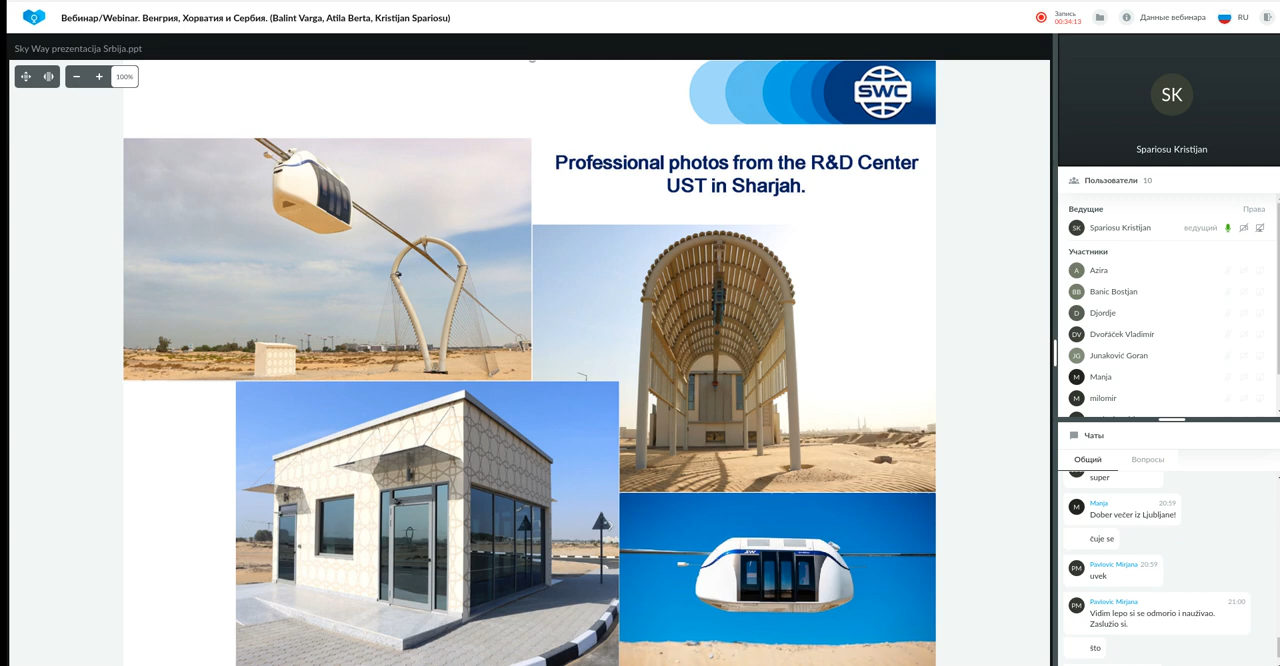 Вебинар/Webinar. Венгрия, Хорватия и Сербия. (Balint Varga, Atila Berta, Kristijan Spariosu)
Запись
00:34:13
Данные вебинара
RU
Sky Way prezentacija Srbija.ppt
100%
SWC
Professional photos from the R&D Center
UST in Sharjah.
SK
Spariosu Kristijan
Пользователи 10
Ведущие Права
SK Spariosu Kristijan ведущий
Участники
A Azira
BB Banic Bostjan
D Djordje
DV Dvořáček Vladimír
JG Junaković Goran
M Manja
M milomir
Чаты
Общий Вопросы
super
M Manja 20:59
Dober večer iz Ljubljane!
čuje se
PM Pavlovic Mirjana 20:59
uvek
PM Pavlovic Mirjana 21:00
Vidim lepo si se odmorio i nauživao.
Zaslužio si.
što